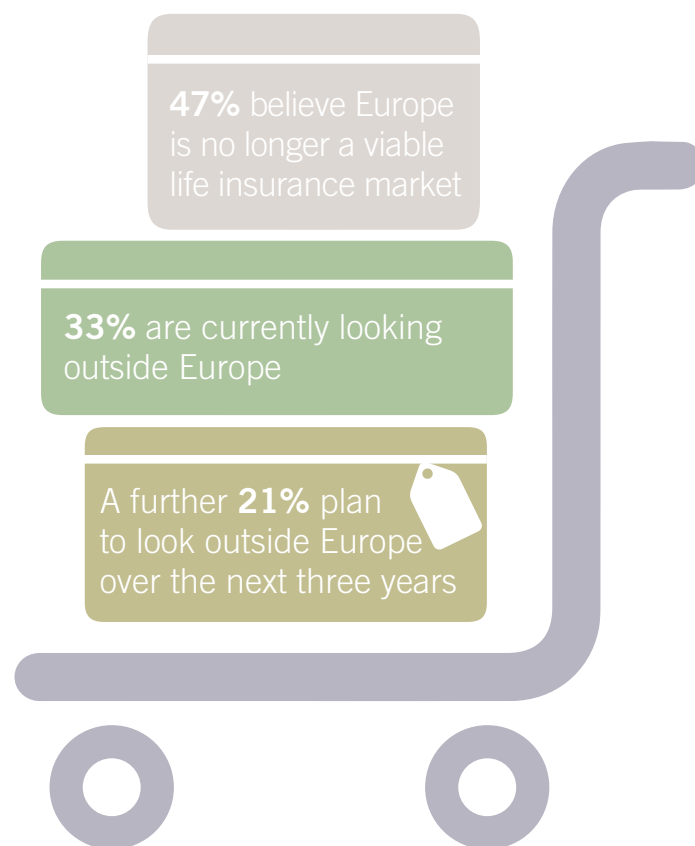 47% believe Europe
is no longer a viable
life insurance market
33% are currently looking
outside Europe
A further 21% plan
to look outside Europe
over the next three years